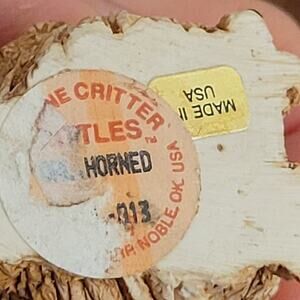 NE CRITTER
TLES
HORNED
-013
NOBLE, OK USA
MADE IN
USA